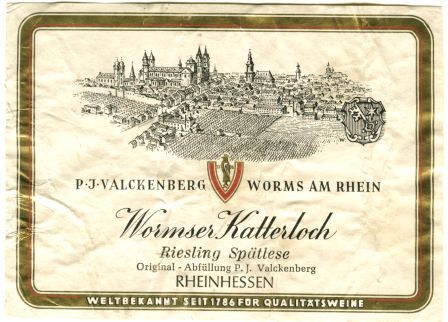 P·J·VALCKENBERG WORMS AM RHEIN
Wormser Katterloch
Riesling Spätlese
Original - Abfüllung P. J. Valckenberg
RHEINHESSEN
WELTBEKANNT SEIT 1786 FÜR QUALITÄTSWEINE